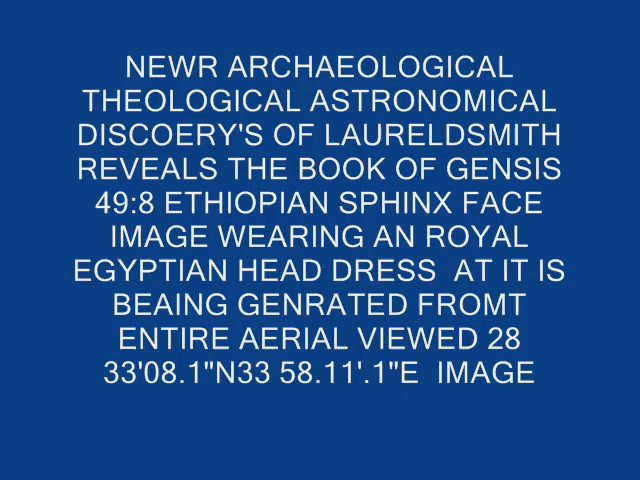 NEWR ARCHAEOLOGICAL
THEOLOGICAL ASTRONOMICAL
DISCOERY'S OF LAURELDSMITH
REVEALS THE BOOK OF GENSIS
49:8 ETHIOPIAN SPHINX FACE
IMAGE WEARING AN ROYAL
EGYPTIAN HEAD DRESS  AT IT IS
BEAING GENRATED FROMT
ENTIRE AERIAL VIEWED 28
33'08.1"N33 58.11'.1"E  IMAGE